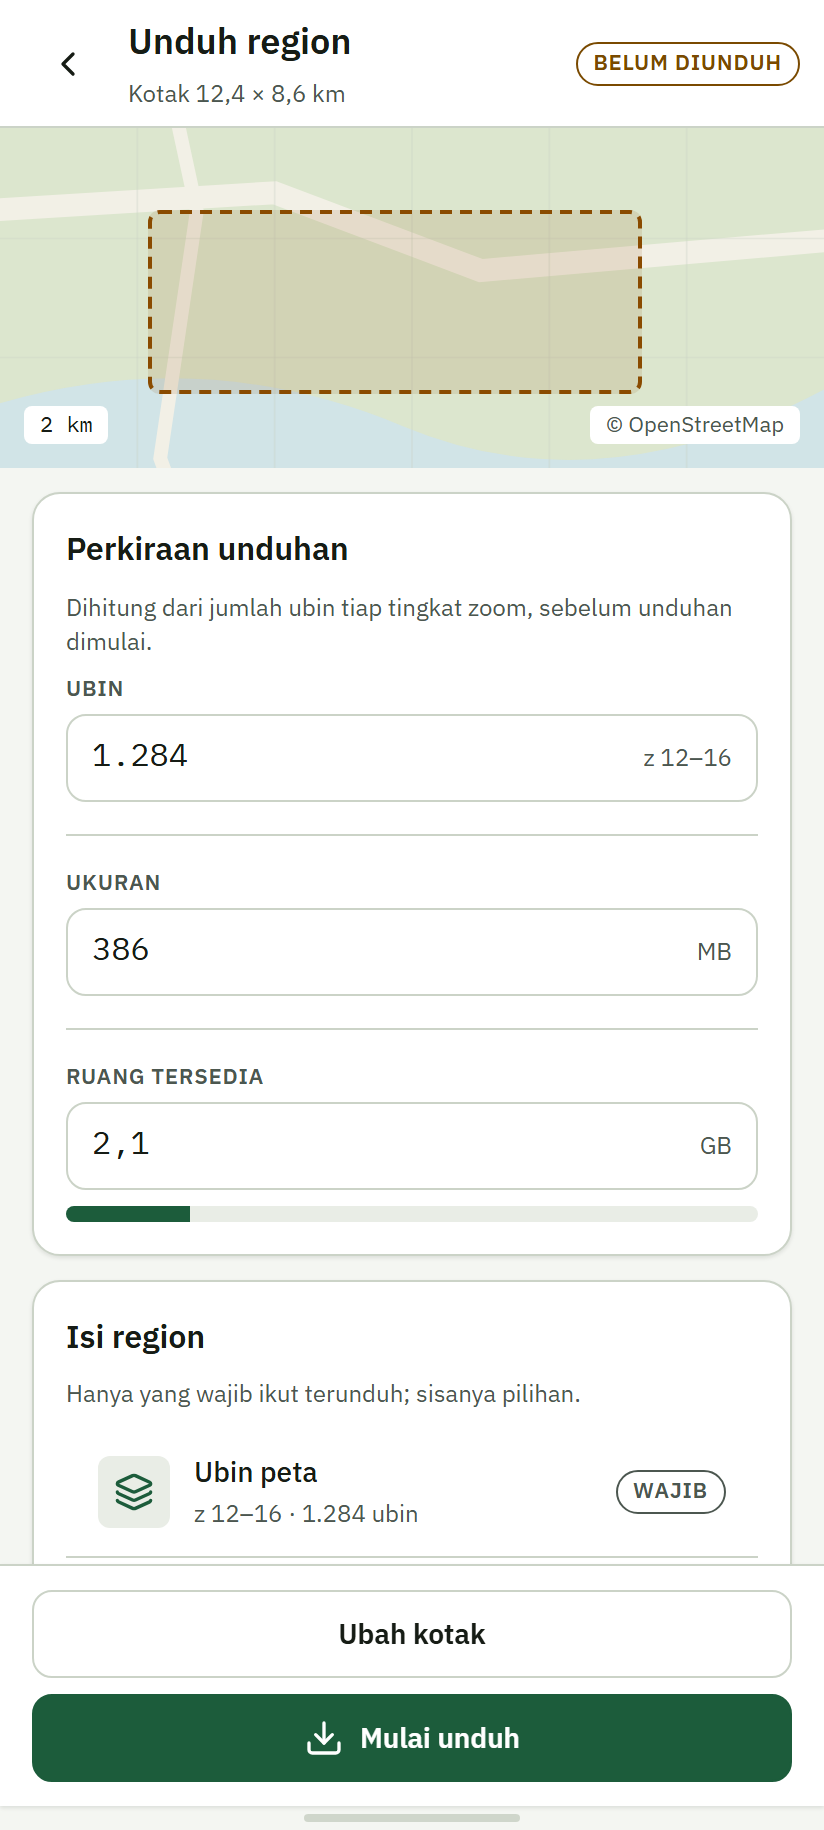 Unduh region
Kotak 12,4 × 8,6 km
BELUM DIUNDUH
2 km
© OpenStreetMap
Perkiraan unduhan
Dihitung dari jumlah ubin tiap tingkat zoom, sebelum unduhan
dimulai.
UBIN
1.284
z 12–16
UKURAN
386
MB
RUANG TERSEDIA
2,1
GB
Isi region
Hanya yang wajib ikut terunduh; sisanya pilihan.
Ubin peta
z 12–16 · 1.284 ubin
WAJIB
Ubah kotak
Mulai unduh